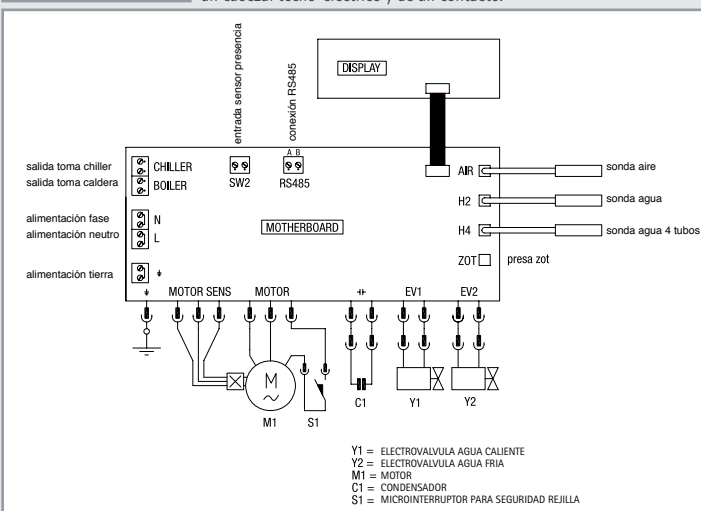 un cabezal tecno-eléctrico y de un contacto.
entrada sensor presencia
conexión RS485
DISPLAY
salida toma chiller
salida toma caldera
CHILLER
BOILER
SW2
A B
RS485
AIR
sonda aire
H2
sonda agua
H4
sonda agua 4 tubos
alimentación fase
alimentación neutro
N
L
MOTHERBOARD
ZOT
presa zot
alimentación tierra
MOTOR SENS
MOTOR
EV1
EV2
M
~
M1
S1
C1
Y1
Y2
Y1 = ELECTROVALVULA AGUA CALIENTE
Y2 = ELECTROVALVULA AGUA FRIA
M1 = MOTOR
C1 = CONDENSADOR
S1 = MICROINTERRUPTOR PARA SEGURIDAD REJILLA